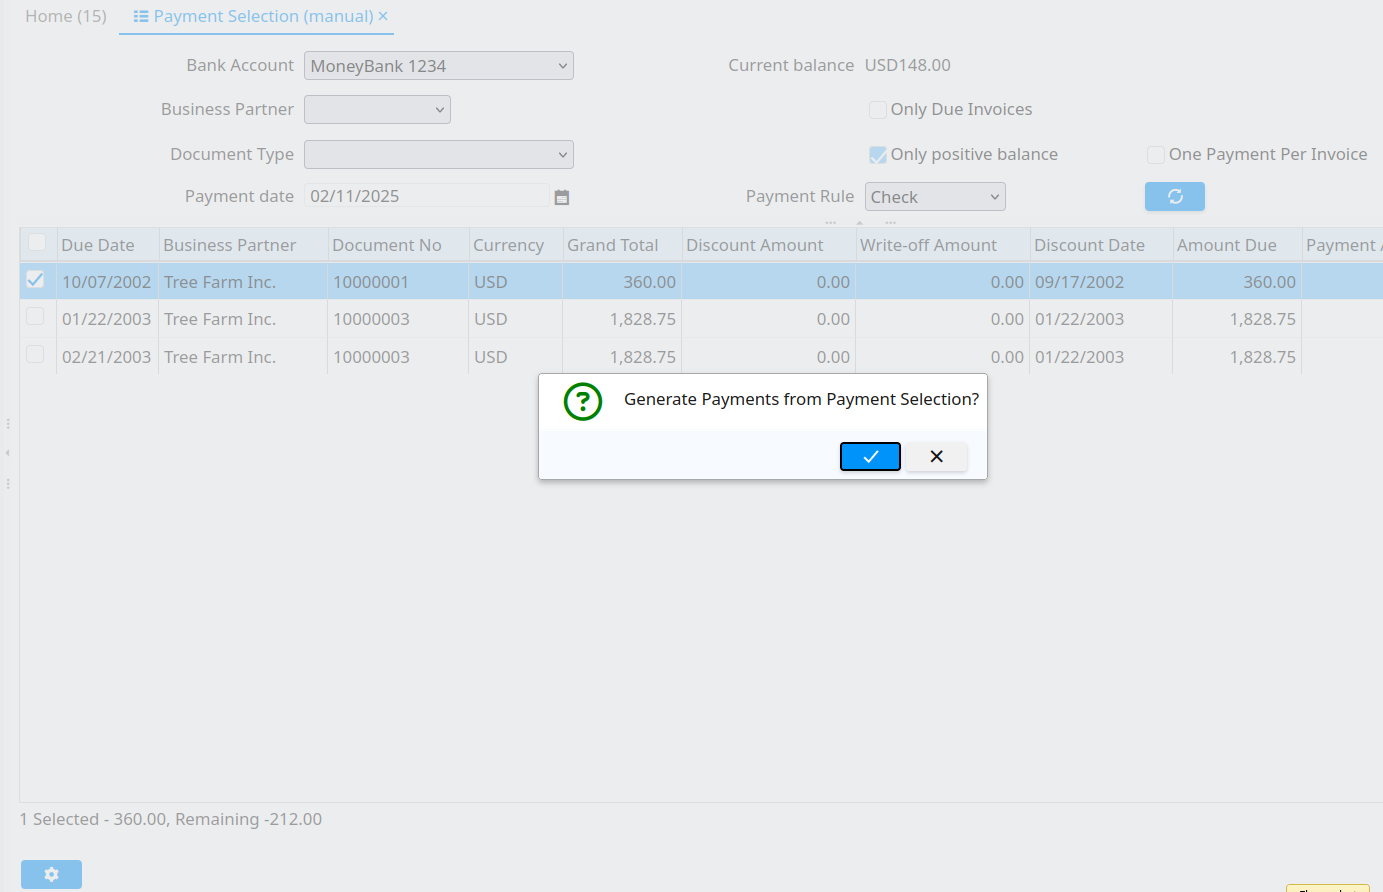 Home (15) Payment Selection (manual) ×
Bank Account MoneyBank 1234 Current balance USD148.00
Business Partner Only Due Invoices
Document Type Only positive balance One Payment Per Invoice
Payment date 02/11/2025 Payment Rule Check
Due Date Business Partner Document No Currency Grand Total Discount Amount Write-off Amount Discount Date Amount Due Payment
10/07/2002 Tree Farm Inc. 10000001 USD 360.00 0.00 0.00 09/17/2002 360.00
01/22/2003 Tree Farm Inc. 10000003 USD 1,828.75 0.00 0.00 01/22/2003 1,828.75
02/21/2003 Tree Farm Inc. 10000003 USD 1,828.75 0.00 0.00 01/22/2003 1,828.75
Generate Payments from Payment Selection?
1 Selected - 360.00, Remaining -212.00